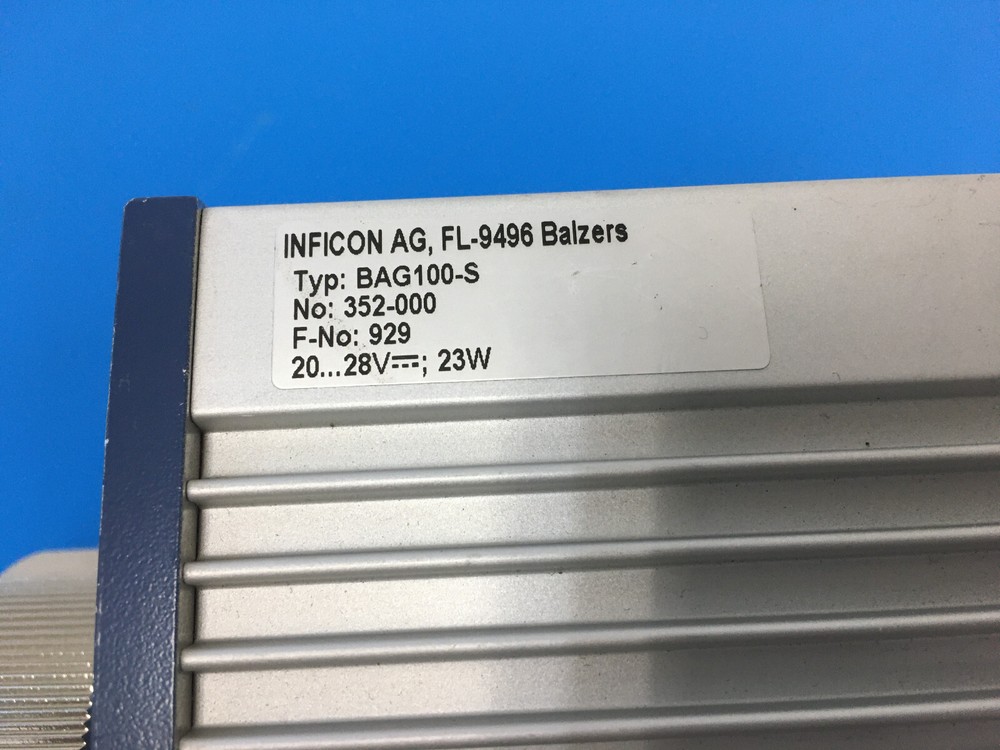 INFICON AG, FL-9496 Balzers
Typ: BAG100-S
No: 352-000
F-No: 929
20...28V⎓; 23W